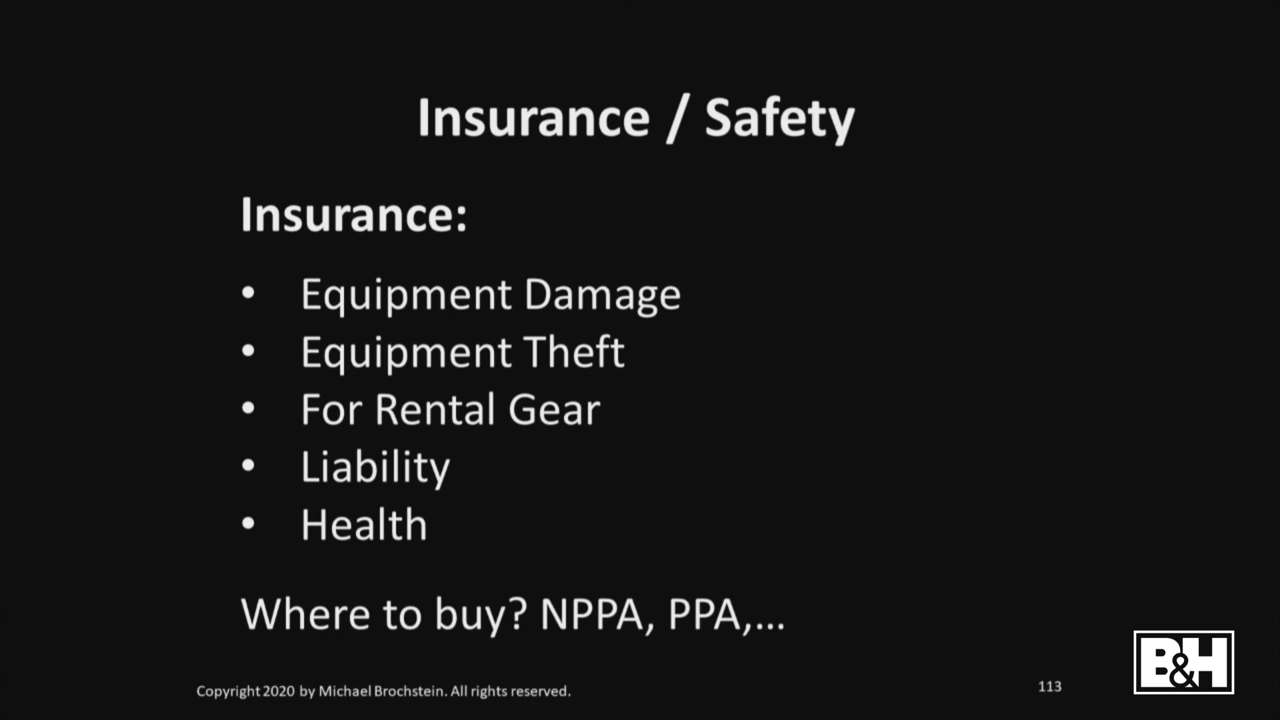 Insurance / Safety
Insurance:
• Equipment Damage
• Equipment Theft
• For Rental Gear
• Liability
• Health
Where to buy? NPPA, PPA,...
Copyright 2020 by Michael Brochstein. All rights reserved.
113
B&H